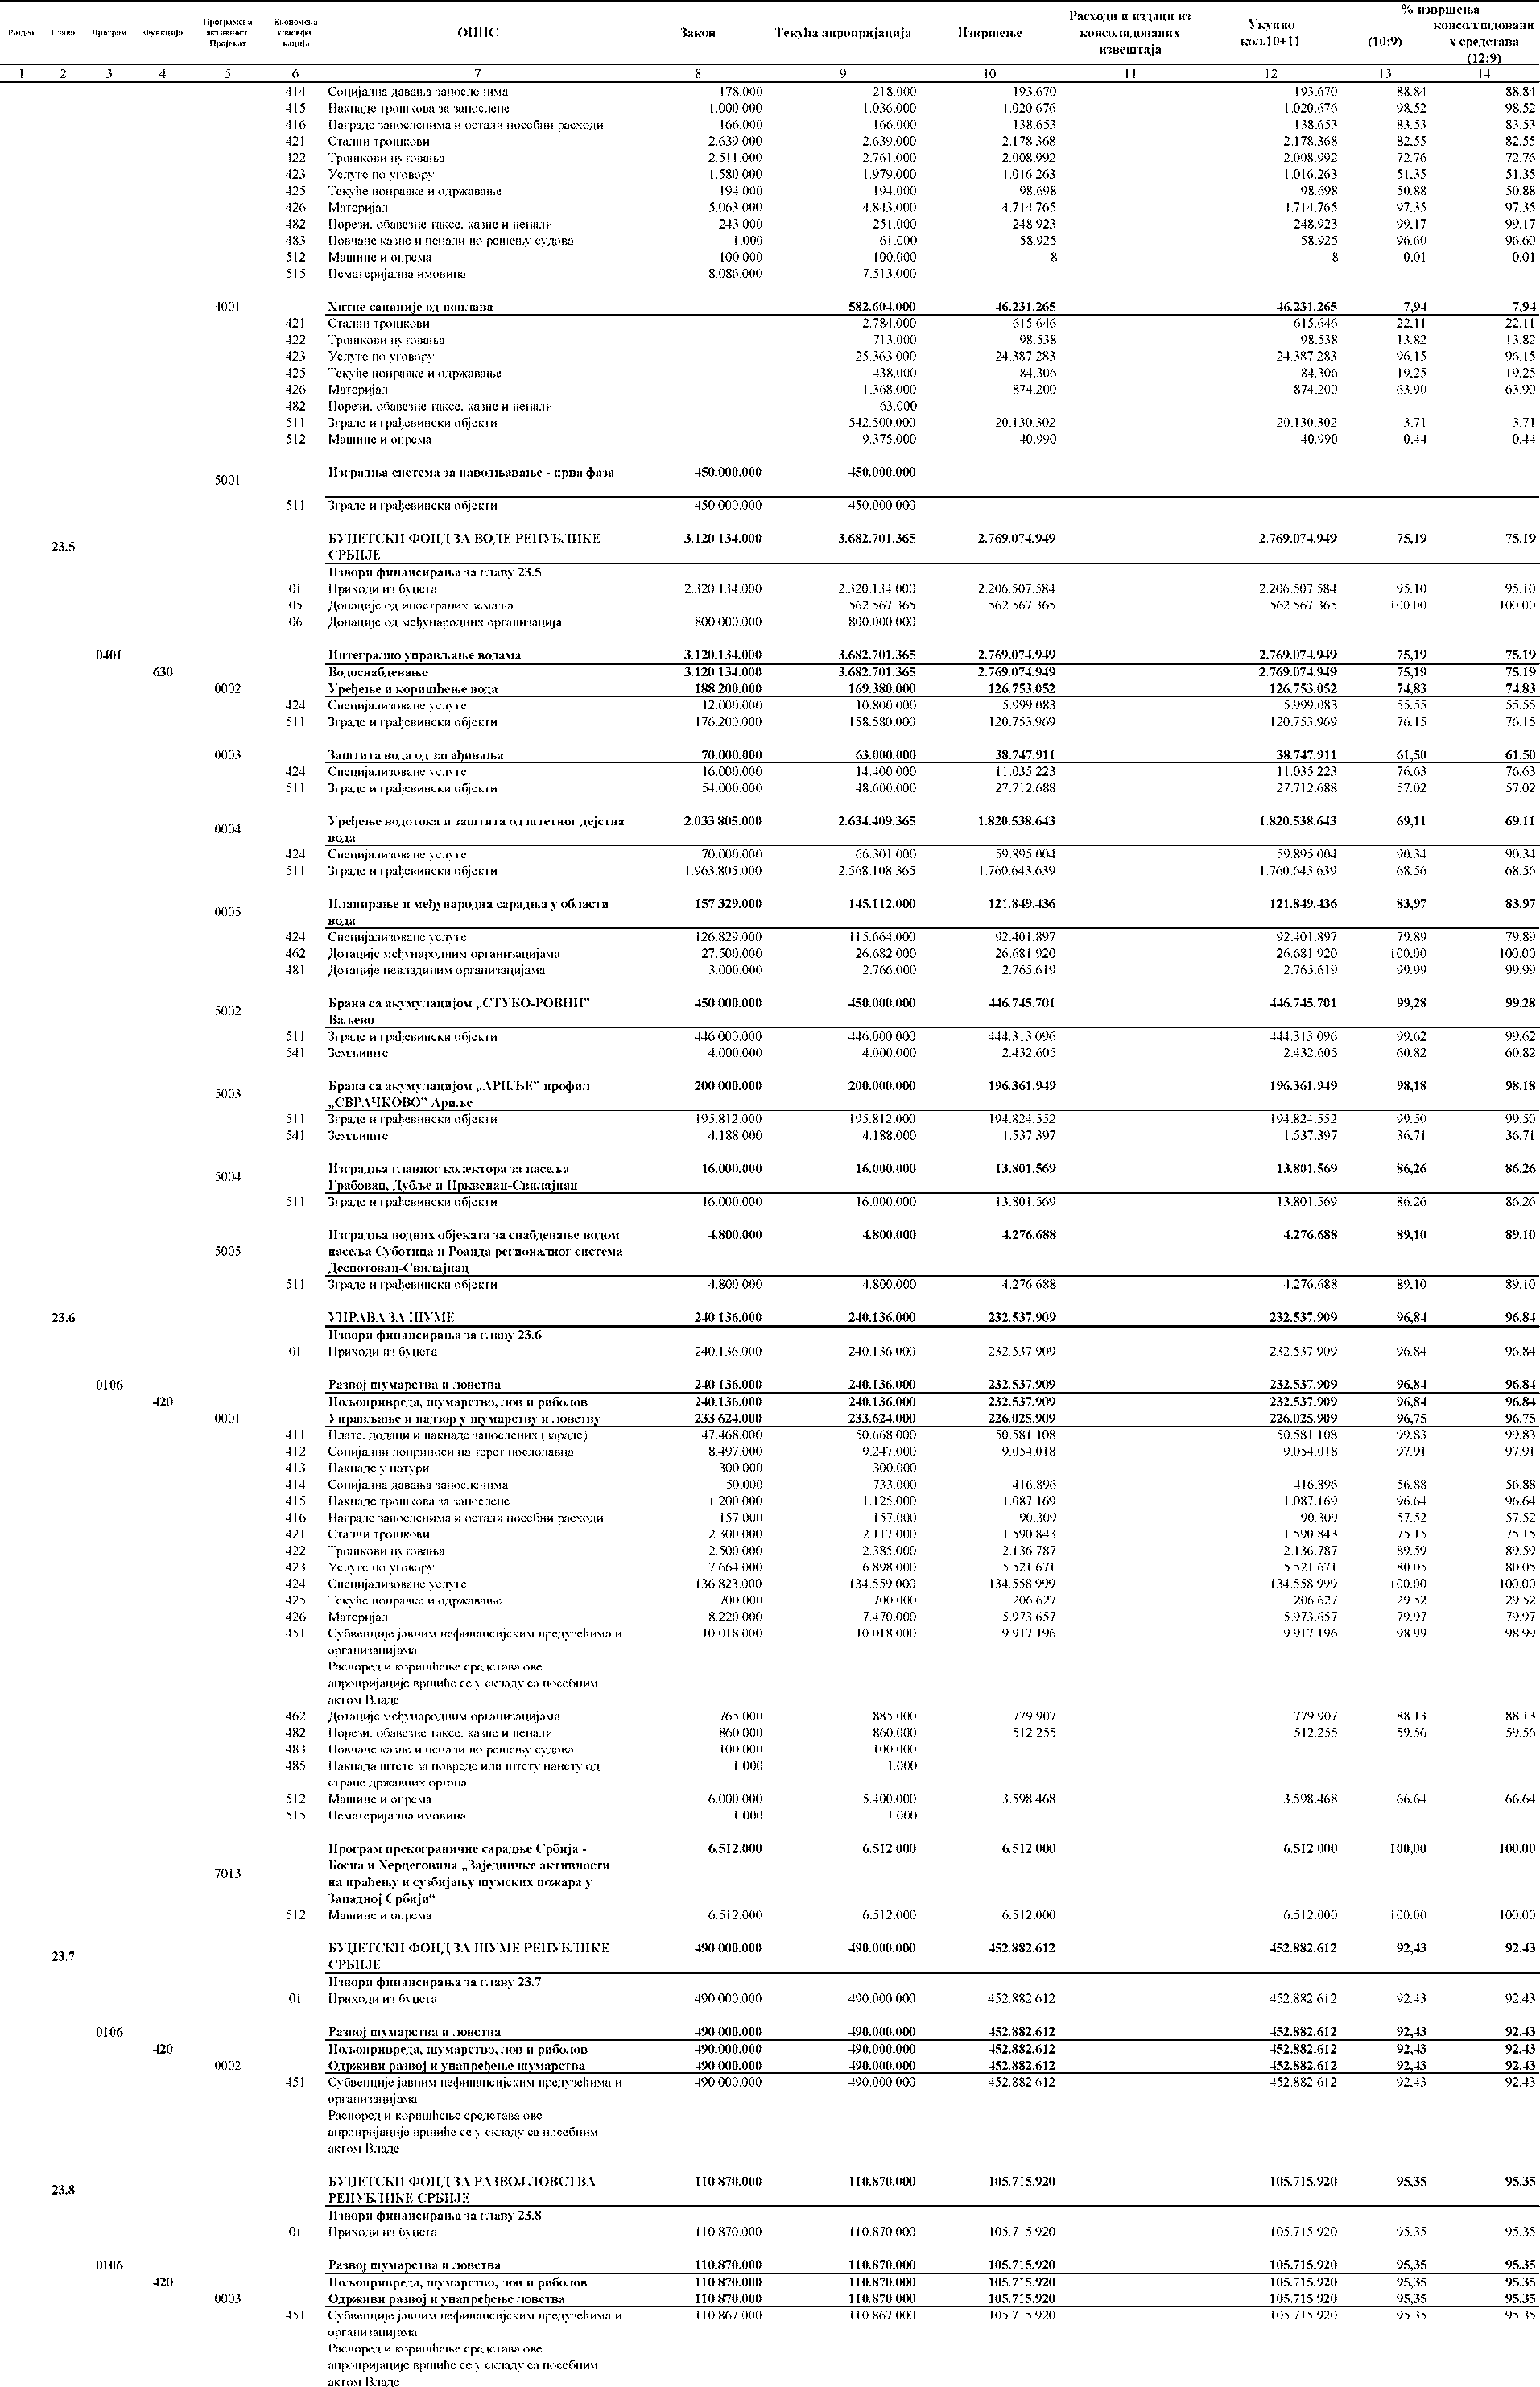 Раздео Глава Програм Функција Програмска активност Пројекат Економска класификација ОПИС Закон Текућа апропријација Извршење Расходи и издаци из консолидованих извештаја Укупно кол.10+11 % извршења (10:9) консолидованих средстава (12:9)
1 2 3 4 5 6 7 8 9 10 11 12 13 14
414 Социјална давања запосленима 178.000 218.000 193.670 193.670 88.84 88.84
415 Накнаде трошкова за запослене 1.000.000 1.036.000 1.020.676 1.020.676 98.52 98.52
416 Награде запосленима и остали посебни расходи 166.000 166.000 138.653 138.653 83.53 83.53
421 Стални трошкови 2.639.000 2.639.000 2.178.368 2.178.368 82.55 82.55
422 Трошкови путовања 2.511.000 2.761.000 2.008.992 2.008.992 72.76 72.76
423 Услуге по уговору 1.580.000 1.979.000 1.016.263 1.016.263 51.35 51.35
425 Текуће поправке и одржавање 194.000 194.000 98.698 98.698 50.88 50.88
426 Материјал 5.063.000 4.843.000 4.714.765 4.714.765 97.35 97.35
482 Порези, обавезне таксе, казне и пенали 243.000 251.000 248.923 248.923 99.17 99.17
483 Новчане казне и пенали по решењу судова 1.000 61.000 58.925 58.925 96.60 96.60
512 Машине и опрема 100.000 100.000 8 8 0.01 0.01
515 Нематеријална имовина 8.086.000 7.513.000
4001 Хитне санације од поплава 582.604.000 46.231.265 46.231.265 7,94 7,94
421 Стални трошкови 2.784.000 615.646 615.646 22.11 22.11
422 Трошкови путовања 713.000 98.538 98.538 13.82 13.82
423 Услуге по уговору 25.363.000 24.387.283 24.387.283 96.15 96.15
425 Текуће поправке и одржавање 438.000 84.306 84.306 19.25 19.25
426 Материјал 1.368.000 874.200 874.200 63.90 63.90
482 Порези, обавезне таксе, казне и пенали 63.000
511 Зграде и грађевински објекти 542.500.000 20.130.302 20.130.302 3.71 3.71
512 Машине и опрема 9.375.000 40.990 40.990 0.44 0.44
5001 Изградња система за наводњавање - прва фаза 450.000.000 450.000.000
511 Зграде и грађевински објекти 450.000.000 450.000.000
23.5 БУЏЕТСКИ ФОНД ЗА ВОДЕ РЕПУБЛИКЕ 3.120.134.000 3.682.701.365 2.769.074.949 2.769.074.949 75,19 75,19
СРБИЈЕ
Извори финансирања за главу 23.5
01 Приходи из буџета 2.320.134.000 2.320.134.000 2.206.507.584 2.206.507.584 95.10 95.10
05 Донације од иностраних земаља 562.567.365 562.567.365 562.567.365 100.00 100.00
06 Донације од међународних организација 800.000.000 800.000.000
0401 Интегрално управљање водама 3.120.134.000 3.682.701.365 2.769.074.949 2.769.074.949 75,19 75,19
630 Водоснабдевање 3.120.134.000 3.682.701.365 2.769.074.949 2.769.074.949 75,19 75,19
0002 Уређење и коришћење вода 188.200.000 169.380.000 126.753.052 126.753.052 74,83 74,83
424 Специјализоване услуге 12.000.000 10.800.000 5.999.083 5.999.083 55.55 55.55
511 Зграде и грађевински објекти 176.200.000 158.580.000 120.753.969 120.753.969 76.15 76.15
0003 Заштита вода од загађивања 70.000.000 63.000.000 38.747.911 38.747.911 61,50 61,50
424 Специјализоване услуге 16.000.000 14.400.000 11.035.223 11.035.223 76.63 76.63
511 Зграде и грађевински објекти 54.000.000 48.600.000 27.712.688 27.712.688 57.02 57.02
0004 Уређење водотока и заштита од штетног дејства 2.033.805.000 2.634.409.365 1.820.538.643 1.820.538.643 69,11 69,11
вода
424 Специјализоване услуге 70.000.000 66.301.000 59.895.004 59.895.004 90.34 90.34
511 Зграде и грађевински објекти 1.963.805.000 2.568.108.365 1.760.643.639 1.760.643.639 68.56 68.56
0005 Планирање и међународна сарадња у области 157.329.000 145.112.000 121.849.436 121.849.436 83,97 83,97
вода
424 Специјализоване услуге 126.829.000 115.664.000 92.401.897 92.401.897 79.89 79.89
462 Дотације међународним организацијама 27.500.000 26.682.000 26.681.920 26.681.920 100.00 100.00
481 Дотације невладиним организацијама 3.000.000 2.766.000 2.765.619 2.765.619 99.99 99.99
5002 Брана са акумулацијом „СТУБО-РОВНИ” 450.000.000 450.000.000 446.745.701 446.745.701 99,28 99,28
Ваљево
511 Зграде и грађевински објекти 446.000.000 446.000.000 444.313.096 444.313.096 99.62 99.62
541 Земљиште 4.000.000 4.000.000 2.432.605 2.432.605 60.82 60.82
5003 Брана са акумулацијом „АРИЉЕ” профил 200.000.000 200.000.000 196.361.949 196.361.949 98,18 98,18
„СВРАЧКОВО” Ариље
511 Зграде и грађевински објекти 195.812.000 195.812.000 194.824.552 194.824.552 99.50 99.50
541 Земљиште 4.188.000 4.188.000 1.537.397 1.537.397 36.71 36.71
5004 Изградња главног колектора за насеља 16.000.000 16.000.000 13.801.569 13.801.569 86,26 86,26
Грабовац, Дубље и Црквенац-Свилајнац
511 Зграде и грађевински објекти 16.000.000 16.000.000 13.801.569 13.801.569 86.26 86.26
5005 Изградња водних објеката за снабдевање водом 4.800.000 4.800.000 4.276.688 4.276.688 89,10 89,10
насеља Суботица и Роанда регионалног система
Деспотовац-Свилајнац
511 Зграде и грађевински објекти 4.800.000 4.800.000 4.276.688 4.276.688 89.10 89.10
23.6 УПРАВА ЗА ШУМЕ 240.136.000 240.136.000 232.537.909 232.537.909 96,84 96,84
Извори финансирања за главу 23.6
01 Приходи из буџета 240.136.000 240.136.000 232.537.909 232.537.909 96.84 96.84
0106 Развој шумарства и ловства 240.136.000 240.136.000 232.537.909 232.537.909 96,84 96,84
420 Пољопривреда, шумарство, лов и риболов 240.136.000 240.136.000 232.537.909 232.537.909 96,84 96,84
0001 Управљање и надзор у шумарству и ловству 233.624.000 233.624.000 226.025.909 226.025.909 96,75 96,75
411 Плате, додаци и накнаде запослених (зараде) 47.468.000 50.668.000 50.581.108 50.581.108 99.83 99.83
412 Социјални доприноси на терет послодавца 8.497.000 9.247.000 9.054.018 9.054.018 97.91 97.91
413 Накнаде у натури 300.000 300.000
414 Социјална давања запосленима 50.000 733.000 416.896 416.896 56.88 56.88
415 Накнаде трошкова за запослене 1.200.000 1.125.000 1.087.169 1.087.169 96.64 96.64
416 Награде запосленима и остали посебни расходи 157.000 157.000 90.309 90.309 57.52 57.52
421 Стални трошкови 2.300.000 2.117.000 1.590.843 1.590.843 75.15 75.15
422 Трошкови путовања 2.500.000 2.385.000 2.136.787 2.136.787 89.59 89.59
423 Услуге по уговору 7.664.000 6.898.000 5.521.671 5.521.671 80.05 80.05
424 Специјализоване услуге 136.823.000 134.559.000 134.558.999 134.558.999 100.00 100.00
425 Текуће поправке и одржавање 700.000 700.000 206.627 206.627 29.52 29.52
426 Материјал 8.220.000 7.470.000 5.973.657 5.973.657 79.97 79.97
451 Субвенције јавним нефинансијским предузећима и 10.018.000 10.018.000 9.917.196 9.917.196 98.99 98.99
организацијама
Распоред и коришћење средстава ове
апропријације вршиће се у складу са посебним
актом Владе
462 Дотације међународним организацијама 765.000 885.000 779.907 779.907 88.13 88.13
482 Порези, обавезне таксе, казне и пенали 860.000 860.000 512.255 512.255 59.56 59.56
483 Новчане казне и пенали по решењу судова 100.000 100.000
485 Накнада штете за повреде или штету нанету од 1.000 1.000
стране државних органа
512 Машине и опрема 6.000.000 5.400.000 3.598.468 3.598.468 66.64 66.64
515 Нематеријална имовина 1.000 1.000
7013 Програм прекограничне сарадње Србија - 6.512.000 6.512.000 6.512.000 6.512.000 100,00 100,00
Босна и Херцеговина „Заједничке активности
на праћењу и сузбијању шумских пожара у
Западној Србији“
512 Машине и опрема 6.512.000 6.512.000 6.512.000 6.512.000 100.00 100.00
23.7 БУЏЕТСКИ ФОНД ЗА ШУМЕ РЕПУБЛИКЕ 490.000.000 490.000.000 452.882.612 452.882.612 92,43 92,43
СРБИЈЕ
Извори финансирања за главу 23.7
01 Приходи из буџета 490.000.000 490.000.000 452.882.612 452.882.612 92.43 92.43
0106 Развој шумарства и ловства 490.000.000 490.000.000 452.882.612 452.882.612 92,43 92,43
420 Пољопривреда, шумарство, лов и риболов 490.000.000 490.000.000 452.882.612 452.882.612 92,43 92,43
0002 Одрживи развој и унапређење шумарства 490.000.000 490.000.000 452.882.612 452.882.612 92,43 92,43
451 Субвенције јавним нефинансијским предузећима и 490.000.000 490.000.000 452.882.612 452.882.612 92.43 92.43
организацијама
Распоред и коришћење средстава ове
апропријације вршиће се у складу са посебним
актом Владе
23.8 БУЏЕТСКИ ФОНД ЗА РАЗВОЈ ЛОВСТВА 110.870.000 110.870.000 105.715.920 105.715.920 95,35 95,35
РЕПУБЛИКЕ СРБИЈЕ
Извори финансирања за главу 23.8
01 Приходи из буџета 110.870.000 110.870.000 105.715.920 105.715.920 95.35 95.35
0106 Развој шумарства и ловства 110.870.000 110.870.000 105.715.920 105.715.920 95,35 95,35
420 Пољопривреда, шумарство, лов и риболов 110.870.000 110.870.000 105.715.920 105.715.920 95,35 95,35
0003 Одрживи развој и унапређење ловства 110.870.000 110.870.000 105.715.920 105.715.920 95,35 95,35
451 Субвенције јавним нефинансијским предузећима и 110.867.000 110.867.000 105.715.920 105.715.920 95.35 95.35
организацијама
Распоред и коришћење средстава ове
апропријације вршиће се у складу са посебним
актом Владе